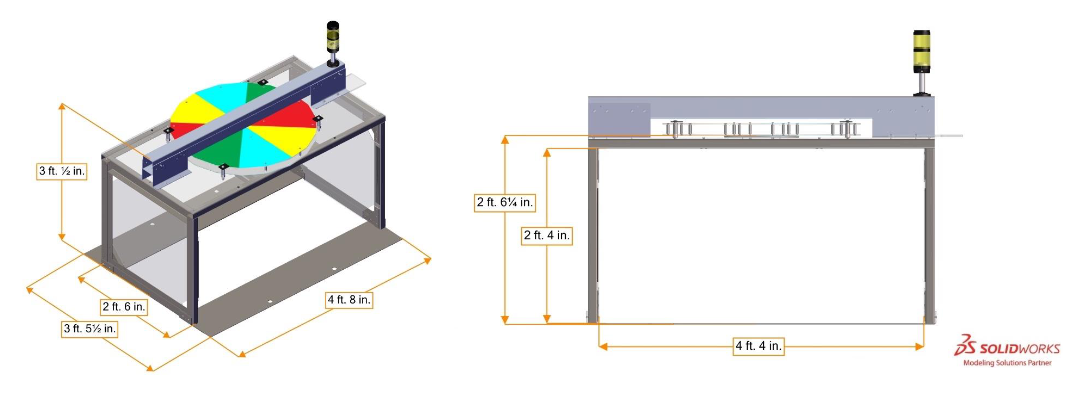 3 ft. ½ in.
2 ft. 6 in.
3 ft. 5½ in.
4 ft. 8 in.
2 ft. 6¼ in.
2 ft. 4 in.
4 ft. 4 in.
3S SOLIDWORKS
Modeling Solutions Partner